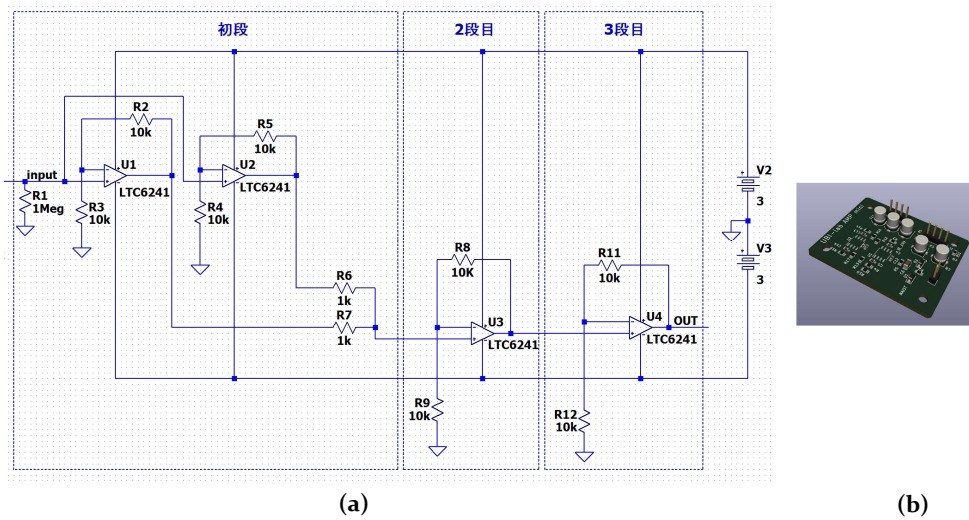 初段
2段目
3段目
R2
10k
R5
10k
input
U1
LTC6241
U2
LTC6241
R1
1Meg
R3
10k
R4
10k
V2
3
V3
3
R6
1k
R7
1k
R8
10K
U3
LTC6241
R9
10k
R11
10k
U4
OUT
LTC6241
R12
10k
(a)
(b)